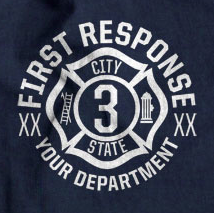 FIRST RESPONSE
CITY
XX 3 XX
STATE
YOUR DEPARTMENT